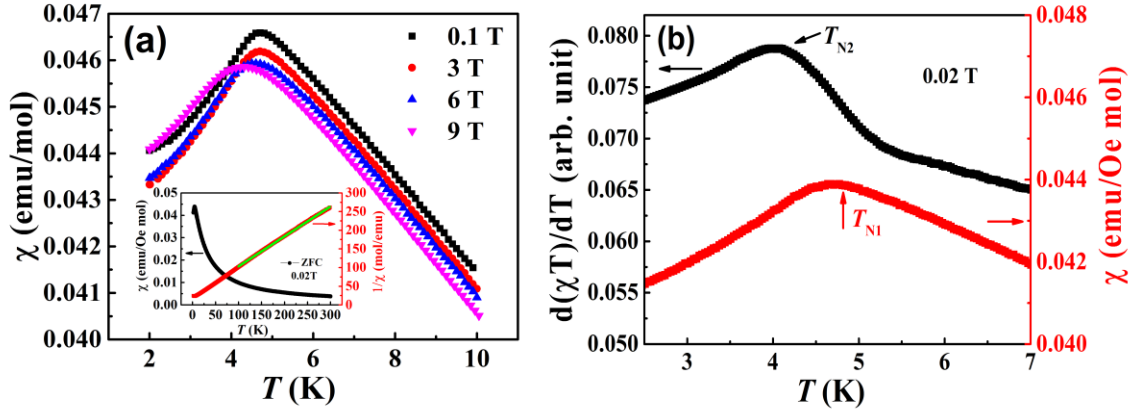 (a)
0.1 T
3 T
6 T
9 T
χ (emu/mol)
0.047
0.046
0.045
0.044
0.043
0.042
0.041
0.040
2
4
6
8
10
T (K)
χ (emu/Oe mol)
0.05
0.04
0.03
0.02
0.01
0.00
0 50 100 150 200 250 300
T (K)
ZFC
0.02T
300
250
200
150
100
50
0
1/χ (mol/emu)
(b)
TN2
0.02 T
TN1
d(χT)/dT (arb. unit)
0.080
0.075
0.070
0.065
0.060
0.055
0.050
3
4
5
6
7
T (K)
0.048
0.046
0.044
0.042
0.040
χ (emu/Oe mol)